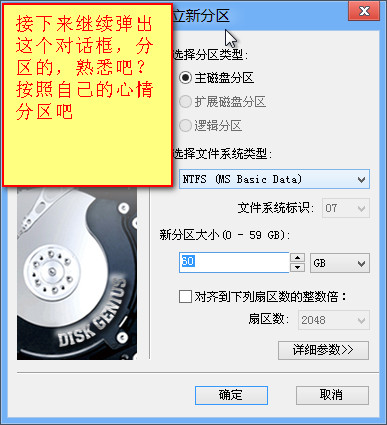 立新分区
接下来继续弹出
这个对话框，分
区的，熟悉吧？
按照自己的心情
分区吧
选择分区类型:
主磁盘分区
扩展磁盘分区
逻辑分区
选择文件系统类型:
NTFS (MS Basic Data)
文件系统标识: 07
新分区大小(0 - 59 GB):
60 GB
对齐到下列扇区数的整数倍:
扇区数: 2048
详细参数>>
DISK GENIUS
确定 取消